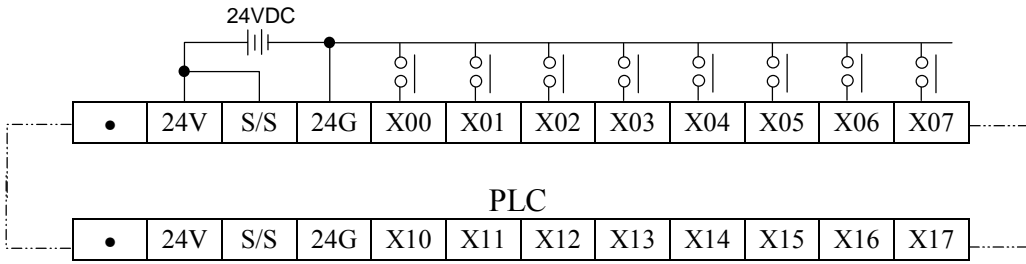 24VDC
• 24V S/S 24G X00 X01 X02 X03 X04 X05 X06 X07
PLC
• 24V S/S 24G X10 X11 X12 X13 X14 X15 X16 X17